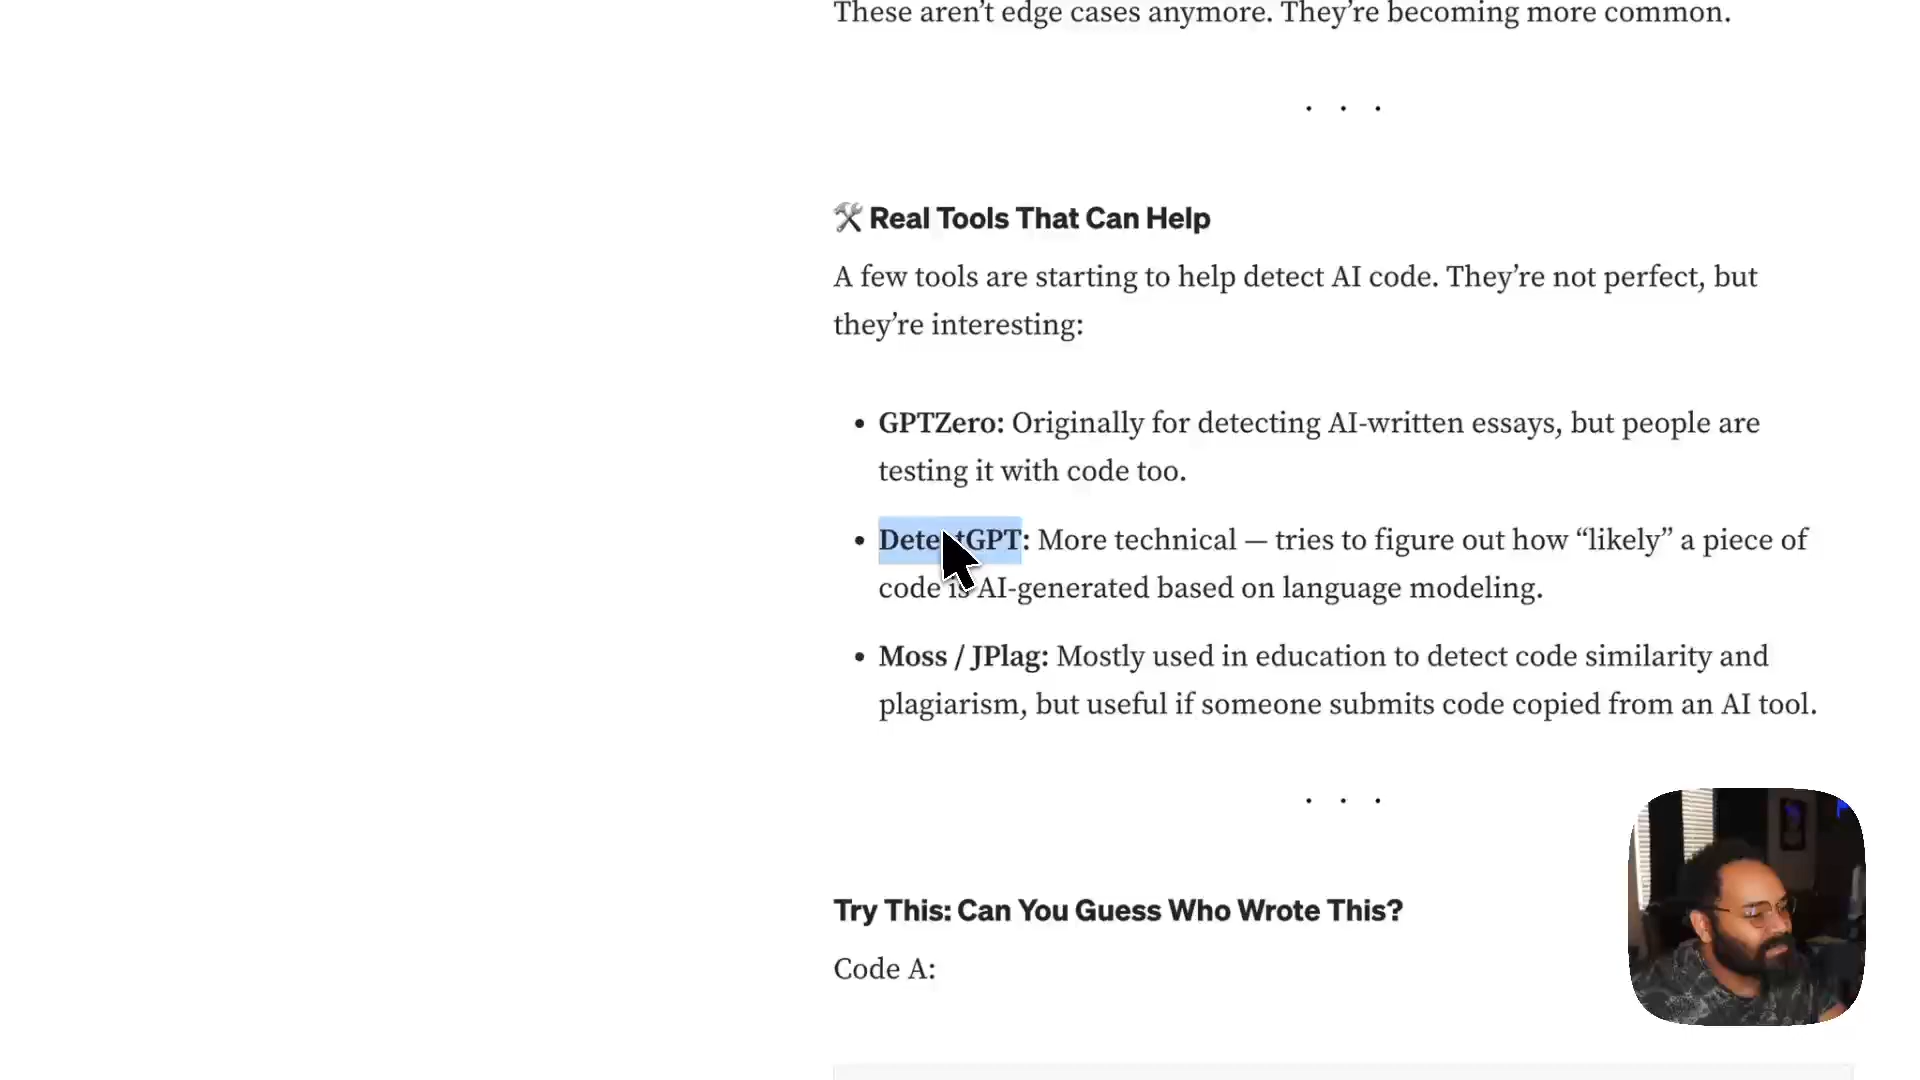 These aren’t edge cases anymore. They’re becoming more common.
. . .
🛠 Real Tools That Can Help
A few tools are starting to help detect AI code. They’re not perfect, but
they’re interesting:
• GPTZero: Originally for detecting AI-written essays, but people are
testing it with code too.
• DetectGPT: More technical — tries to figure out how “likely” a piece of
code is AI-generated based on language modeling.
• Moss / JPlag: Mostly used in education to detect code similarity and
plagiarism, but useful if someone submits code copied from an AI tool.
. . .
Try This: Can You Guess Who Wrote This?
Code A: